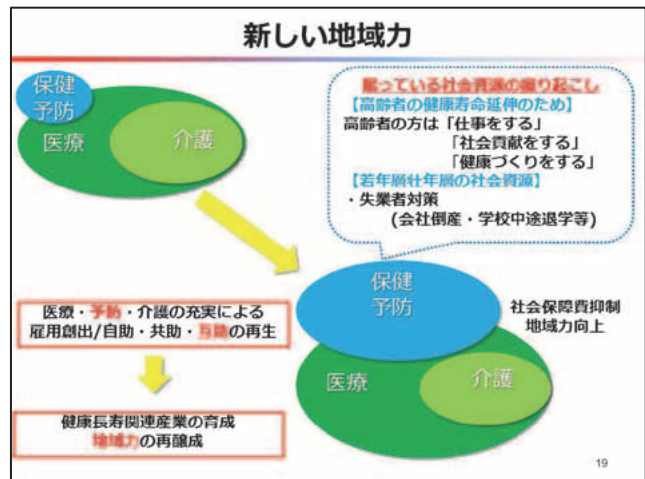 新しい地域力
保健
予防
医療
介護
眠っている社会資源の掘り起こし
【高齢者の健康寿命延伸のため】
高齢者の方は「仕事をする」
「社会貢献をする」
「健康づくりをする」
【若年層壮年層の社会資源】
・失業者対策
(会社倒産・学校中途退学等)
保健
予防
社会保障費抑制
地域力向上
医療・予防・介護の充実による
雇用創出/自助・共助・互助の再生
医療
介護
健康長寿関連産業の育成
地域力の再醸成
19